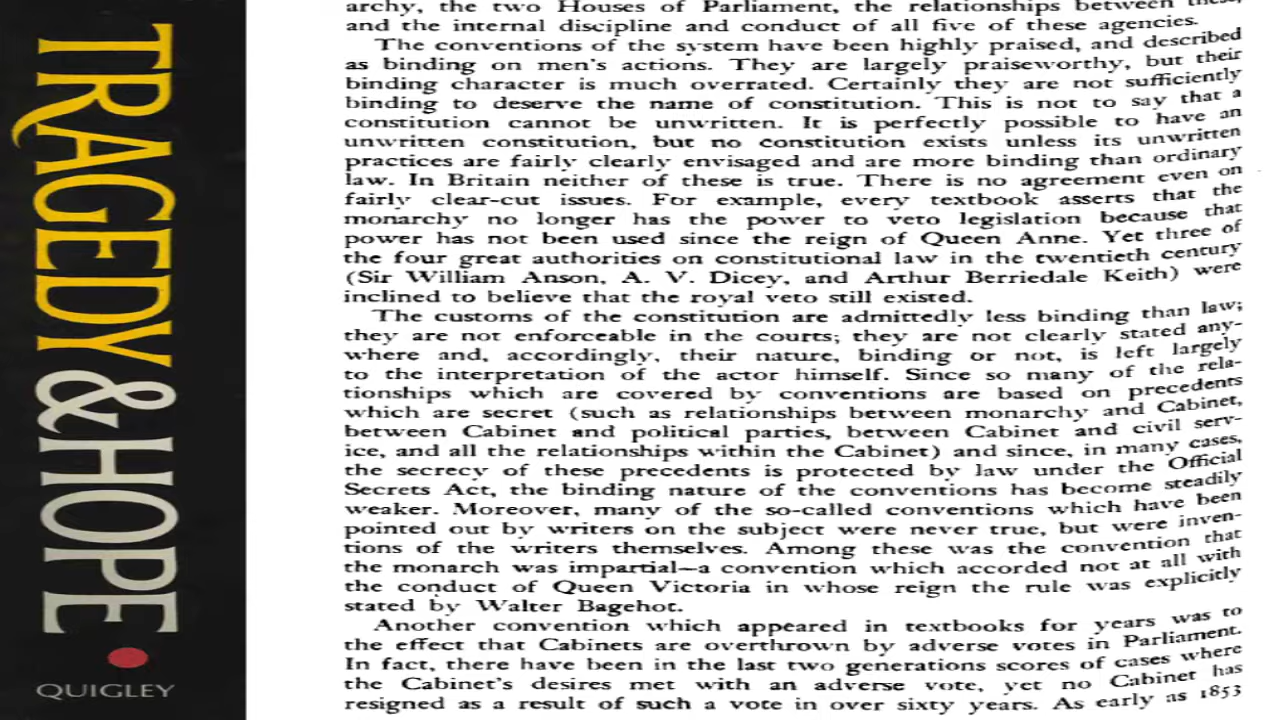 TRAGEDY & HOPE
QUIGLEY
archy, the two Houses of Parliament, the relationships between these,
and the internal discipline and conduct of all five of these agencies.
The conventions of the system have been highly praised, and described
as binding on men's actions. They are largely praiseworthy, but their
binding character is much overrated. Certainly they are not sufficiently
binding to deserve the name of constitution. This is not to say that a
constitution cannot be unwritten. It is perfectly possible to have an
unwritten constitution, but no constitution exists unless its unwritten
practices are fairly clearly envisaged and are more binding than ordinary
law. In Britain neither of these is true. There is no agreement even on
fairly clear-cut issues. For example, every textbook asserts that the
monarchy no longer has the power to veto legislation because that
power has not been used since the reign of Queen Anne. Yet three of
the four great authorities on constitutional law in the twentieth century
(Sir William Anson, A. V. Dicey, and Arthur Berriedale Keith) were
inclined to believe that the royal veto still existed.
The customs of the constitution are admittedly less binding than law;
they are not enforceable in the courts; they are not clearly stated any-
where and, accordingly, their nature, binding or not, is left largely
to the interpretation of the actor himself. Since so many of the rela-
tionships which are covered by conventions are based on precedents
which are secret (such as relationships between monarchy and Cabinet,
between Cabinet and political parties, between Cabinet and civil serv-
ice, and all the relationships within the Cabinet) and since, in many cases,
the secrecy of these precedents is protected by law under the Official
Secrets Act, the binding nature of the conventions has become steadily
weaker. Moreover, many of the so-called conventions which have been
pointed out by writers on the subject were never true, but were inven-
tions of the writers themselves. Among these was the convention that
the monarch was impartial—a convention which accorded not at all with
the conduct of Queen Victoria in whose reign the rule was explicitly
stated by Walter Bagehot.
Another convention which appeared in textbooks for years was to
the effect that Cabinets are overthrown by adverse votes in Parliament.
In fact, there have been in the last two generations scores of cases where
the Cabinet's desires met with an adverse vote, yet no Cabinet has
resigned as a result of such a vote in over sixty years. As early as 1853